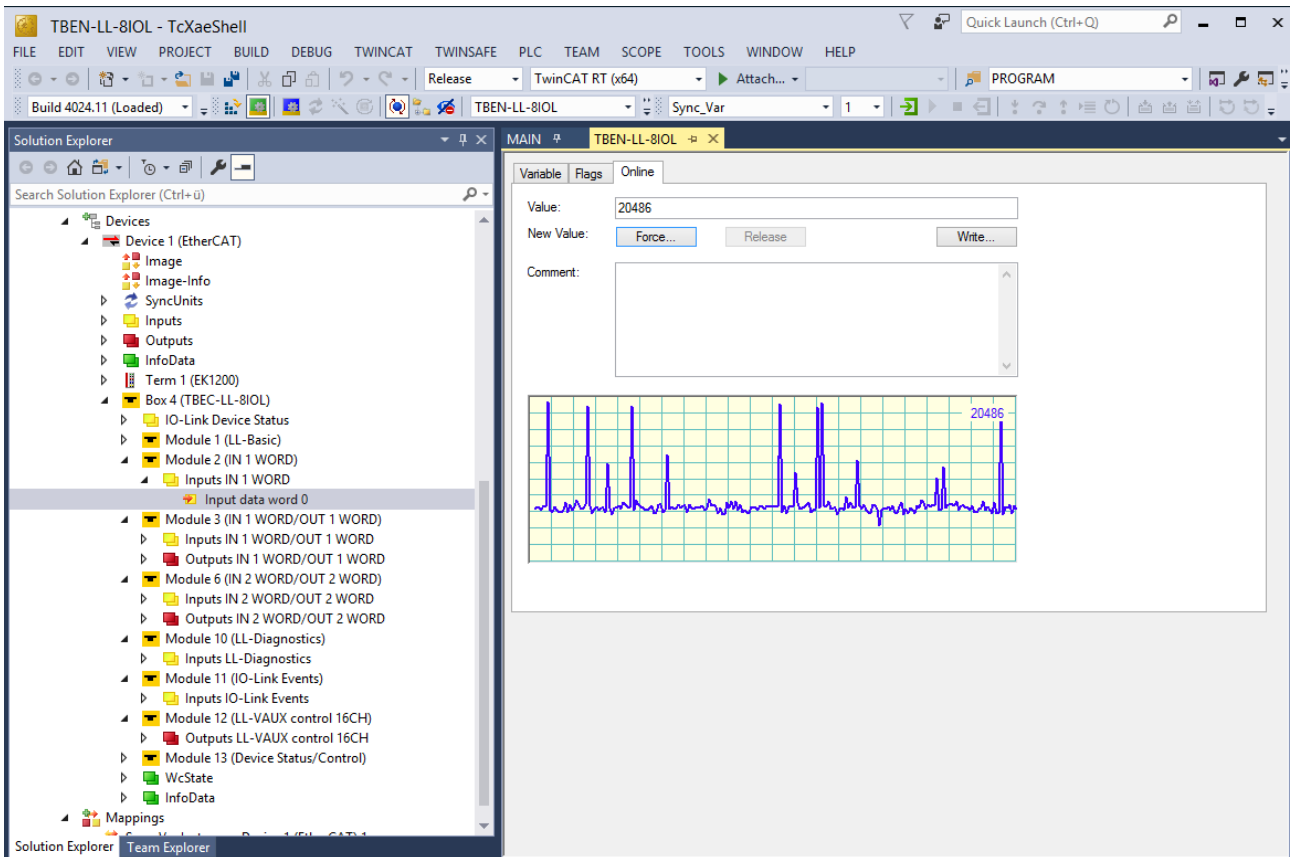 TBEN-LL-8IOL - TcXaeShell
Quick Launch (Ctrl+Q)
FILE EDIT VIEW PROJECT BUILD DEBUG TWINCAT TWINSAFE PLC TEAM SCOPE TOOLS WINDOW HELP
Release TwinCAT RT (x64) Attach... PROGRAM
Build 4024.11 (Loaded) TBEN-LL-8IOL Sync_Var 1
Solution Explorer
Search Solution Explorer (Ctrl+ü)
Devices
Device 1 (EtherCAT)
Image
Image-Info
SyncUnits
Inputs
Outputs
InfoData
Term 1 (EK1200)
Box 4 (TBEC-LL-8IOL)
IO-Link Device Status
Module 1 (LL-Basic)
Module 2 (IN 1 WORD)
Inputs IN 1 WORD
Input data word 0
Module 3 (IN 1 WORD/OUT 1 WORD)
Inputs IN 1 WORD/OUT 1 WORD
Outputs IN 1 WORD/OUT 1 WORD
Module 6 (IN 2 WORD/OUT 2 WORD)
Inputs IN 2 WORD/OUT 2 WORD
Outputs IN 2 WORD/OUT 2 WORD
Module 10 (LL-Diagnostics)
Inputs LL-Diagnostics
Module 11 (IO-Link Events)
Inputs IO-Link Events
Module 12 (LL-VAUX control 16CH)
Outputs LL-VAUX control 16CH
Module 13 (Device Status/Control)
WcState
InfoData
Mappings
Solution Explorer Team Explorer
MAIN TBEN-LL-8IOL
Variable Flags Online
Value: 20486
New Value: Force... Release Write...
Comment:
20486